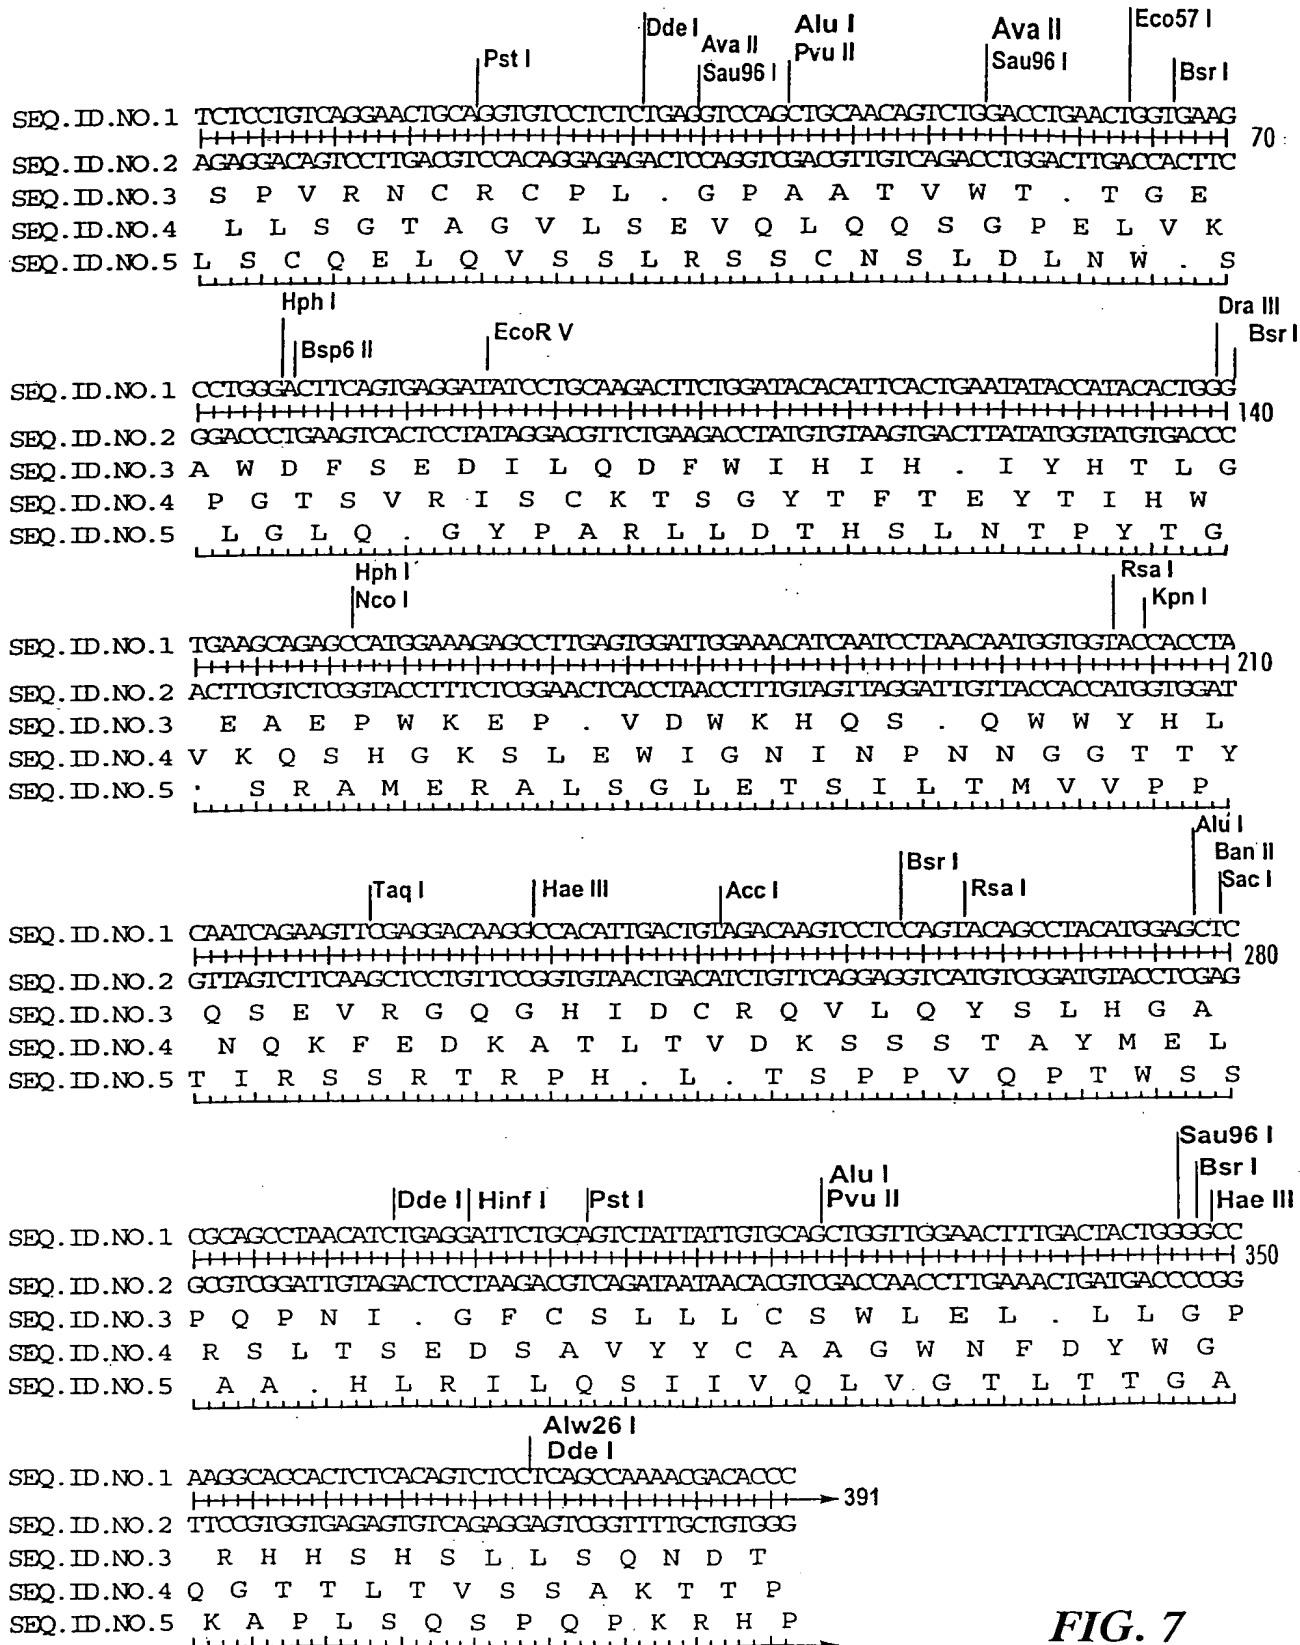 Dde I Alu I Ava II Eco57 I
Pst I Ava II Pvu II Sau96 I Bsr I
Sau96 I
SEQ.ID.NO.1 TCTCCTGTCAGGAACTGCAGGTGTCCTCTCTGAGGTCCAGCTGCAACAGTCTGGACCTGAACTGGTGAAG
70
SEQ.ID.NO.2 AGAGGACAGTCCTTGACGTCCACAGGAGAGACTCCAGGTCGACGTTGTCAGACCTGGACTTGACCACTTC
SEQ.ID.NO.3 S P V R N C R C P L . G P A A T V W T . T G E
SEQ.ID.NO.4 L L S G T A G V L S E V Q L Q Q S G P E L V K
SEQ.ID.NO.5 L S C Q E L Q V S S L R S S C N S L D L N W . S
Hph I Dra III
Bsp6 II EcoR V Bsr I
SEQ.ID.NO.1 CCTGGGACTTCAGTGAGGATATCCTGCAAGACTTCTGGATACACATTCACTGAATATACCATACACTGGG
140
SEQ.ID.NO.2 GGACCCTGAAGTCACTCCTATAGGACGTTCTGAAGACCTATGTGTAAGTGACTTATATGGTATGTGACCC
SEQ.ID.NO.3 A W D F S E D I L Q D F W I H I H . I Y H T L G
SEQ.ID.NO.4 P G T S V R I S C K T S G Y T F T E Y T I H W
SEQ.ID.NO.5 L G L Q . G Y P A R L L D T H S L N T P Y T G
Hph I Rsa I
Nco I Kpn I
SEQ.ID.NO.1 TGAAGCAGAGCCATGGAAAGAGCCTTGAGTGGATTGGAAACATCAATCCTAACAATGGTGGTACCACCTA
210
SEQ.ID.NO.2 ACTTCGTCTCGGTACCTTTCTCGGAACTCACCTAACCTTTGTAGTTAGGATTGTTACCACCATGGTGGAT
SEQ.ID.NO.3 E A E P W K E P . V D W K H Q S . Q W W Y H L
SEQ.ID.NO.4 V K Q S H G K S L E W I G N I N P N N G G T T Y
SEQ.ID.NO.5 . S R A M E R A L S G L E T S I L T M V V P P
Alu I
Bsr I Ban II
Taq I Hae III Acc I Rsa I Sac I
SEQ.ID.NO.1 CAATCAGAAGTTCGAGGACAAGGCCACATTGACTGTAGACAAGTCCTCCAGTACAGCCTACATGGAGCTC
280
SEQ.ID.NO.2 GTTAGTCTTCAAGCTCCTGTTCCGGTGTAACTGACATCTGTTCAGGAGGTCATGTCGGATGTACCTCGAG
SEQ.ID.NO.3 Q S E V R G Q G H I D C R Q V L Q Y S L H G A
SEQ.ID.NO.4 N Q K F E D K A T L T V D K S S S T A Y M E L
SEQ.ID.NO.5 T I R S S R T R P H . L . T S P P V Q P T W S S
Sau96 I
Alu I Bsr I
Dde I Hinf I Pst I Pvu II Hae III
SEQ.ID.NO.1 CGCAGCCTAACATCTGAGGATTCTGCAGTCTATTATTGTGCAGCTGGTTGGAACTTTGACTACTGGGGCC
350
SEQ.ID.NO.2 GCGTCGGATTGTAGACTCCTAAGACGTCAGATAATAACACGTCGACCAACCTTGAAACTGATGACCCCGG
SEQ.ID.NO.3 P Q P N I . G F C S L L L C S W L E L . L L G P
SEQ.ID.NO.4 R S L T S E D S A V Y Y C A A G W N F D Y W G
SEQ.ID.NO.5 A A . H L R I L Q S I I V Q L V G T L T T G A
Alw26 I
Dde I
SEQ.ID.NO.1 AAGGCACCACTCTCACAGTCTCCTCAGCCAAAACGACACCC
391
SEQ.ID.NO.2 TTCCGTGGTGAGAGTGTCAGAGGAGTCGGTTTTGCTGTGGG
SEQ.ID.NO.3 R H H S H S L L S Q N D T
SEQ.ID.NO.4 Q G T T L T V S S A K T T P
SEQ.ID.NO.5 K A P L S Q S P Q P K R H P
FIG. 7